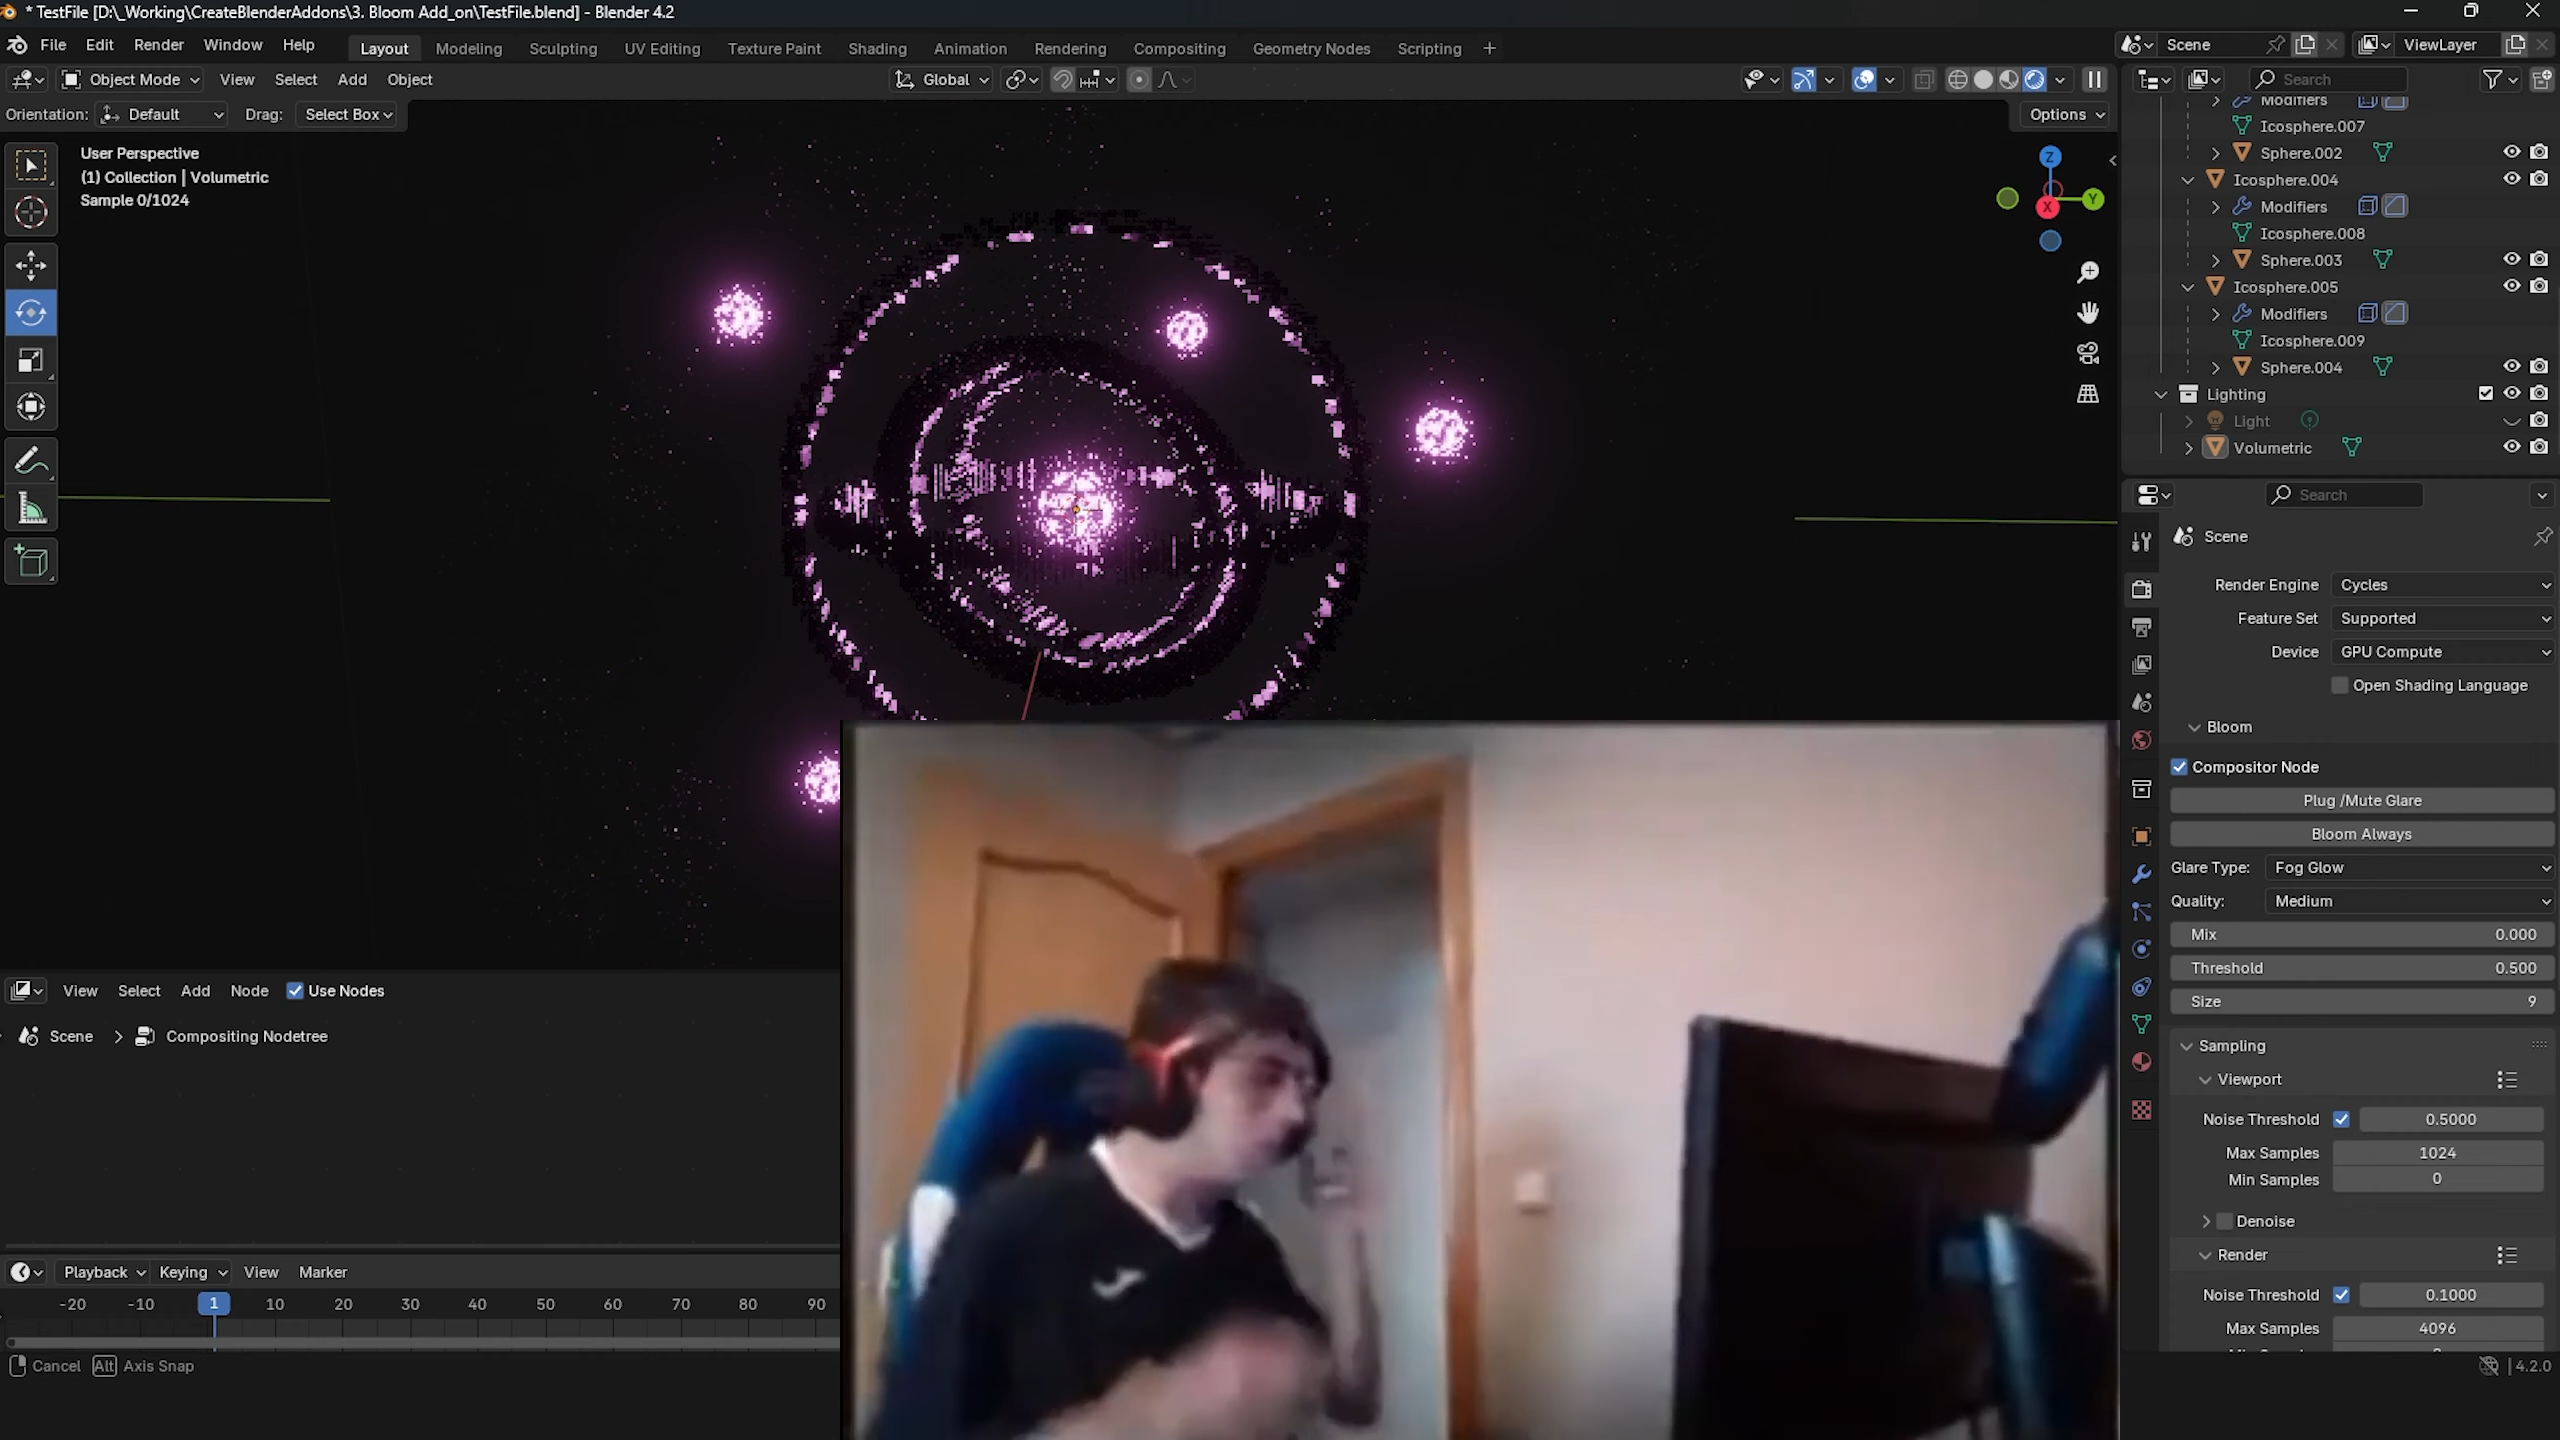 * TestFile [D:\_Working\CreateBlenderAddons\3. Bloom Add_on\TestFile.blend] - Blender 4.2
File Edit Render Window Help Layout Modeling Sculpting UV Editing Texture Paint Shading Animation Rendering Compositing Geometry Nodes Scripting + Scene ViewLayer
Object Mode View Select Add Object Global Search
Orientation: Default Drag: Select Box Options
User Perspective
(1) Collection | Volumetric
Sample 0/1024
Z
Y
X
Modifiers
Icosphere.007
Sphere.002
Icosphere.004
Modifiers
Icosphere.008
Sphere.003
Icosphere.005
Modifiers
Icosphere.009
Sphere.004
Lighting
Light
Volumetric
Search
Scene
Render Engine Cycles
Feature Set Supported
Device GPU Compute
Open Shading Language
Bloom
Compositor Node
Plug /Mute Glare
Bloom Always
Glare Type: Fog Glow
Quality: Medium
Mix 0.000
Threshold 0.500
Size 9
Sampling
Viewport
Noise Threshold 0.5000
Max Samples 1024
Min Samples 0
Denoise
Render
Noise Threshold 0.1000
Max Samples 4096
View Select Add Node Use Nodes
Scene > Compositing Nodetree
Playback Keying View Marker
-20 -10 1 10 20 30 40 50 60 70 80 90
Cancel Alt Axis Snap
4.2.0